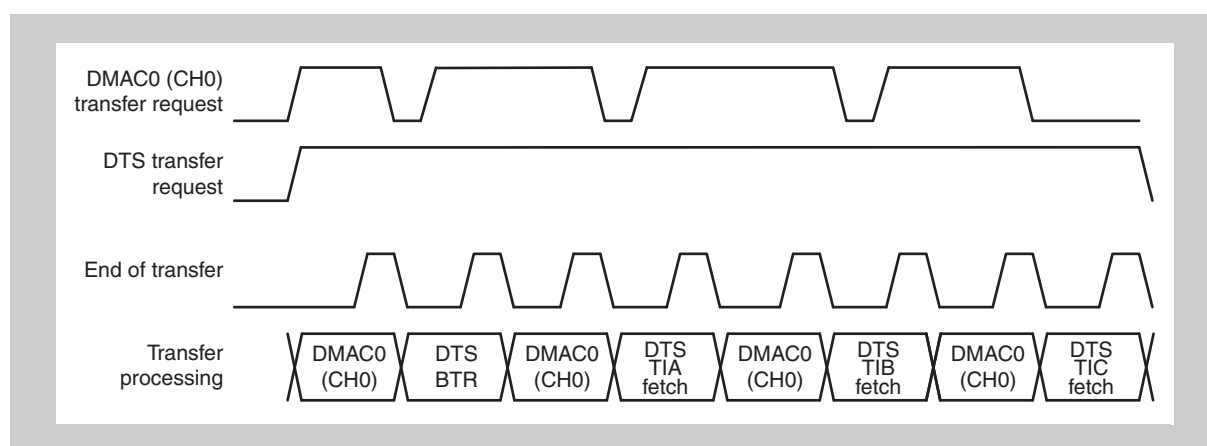 DMAC0 (CH0)
transfer request
DTS transfer
request
End of transfer
Transfer
processing
DMAC0
(CH0)
DTS
BTR
DMAC0
(CH0)
DTS
TIA
fetch
DMAC0
(CH0)
DTS
TIB
fetch
DMAC0
(CH0)
DTS
TIC
fetch